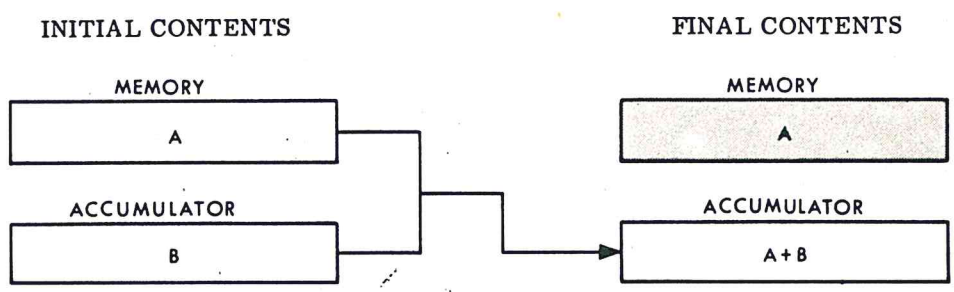 INITIAL CONTENTS
FINAL CONTENTS
MEMORY
A
MEMORY
A
ACCUMULATOR
B
ACCUMULATOR
A+B